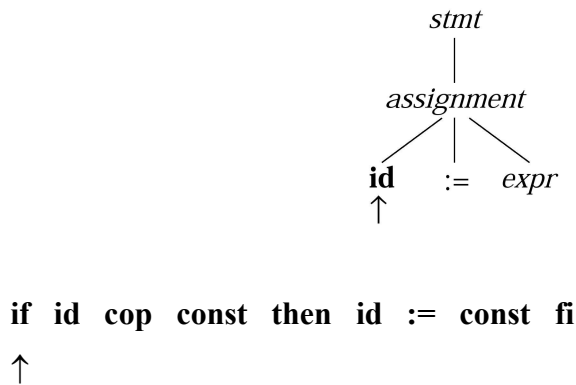 stmt
assignment
id := expr
↑
if id cop const then id := const fi
↑